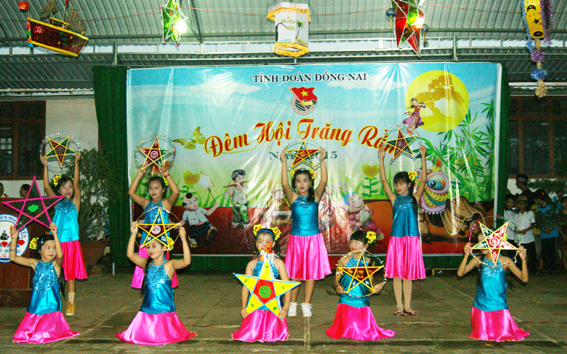 TỈNH ĐOÀN ĐỒNG NAI
Đêm Hội Trăng Rằm